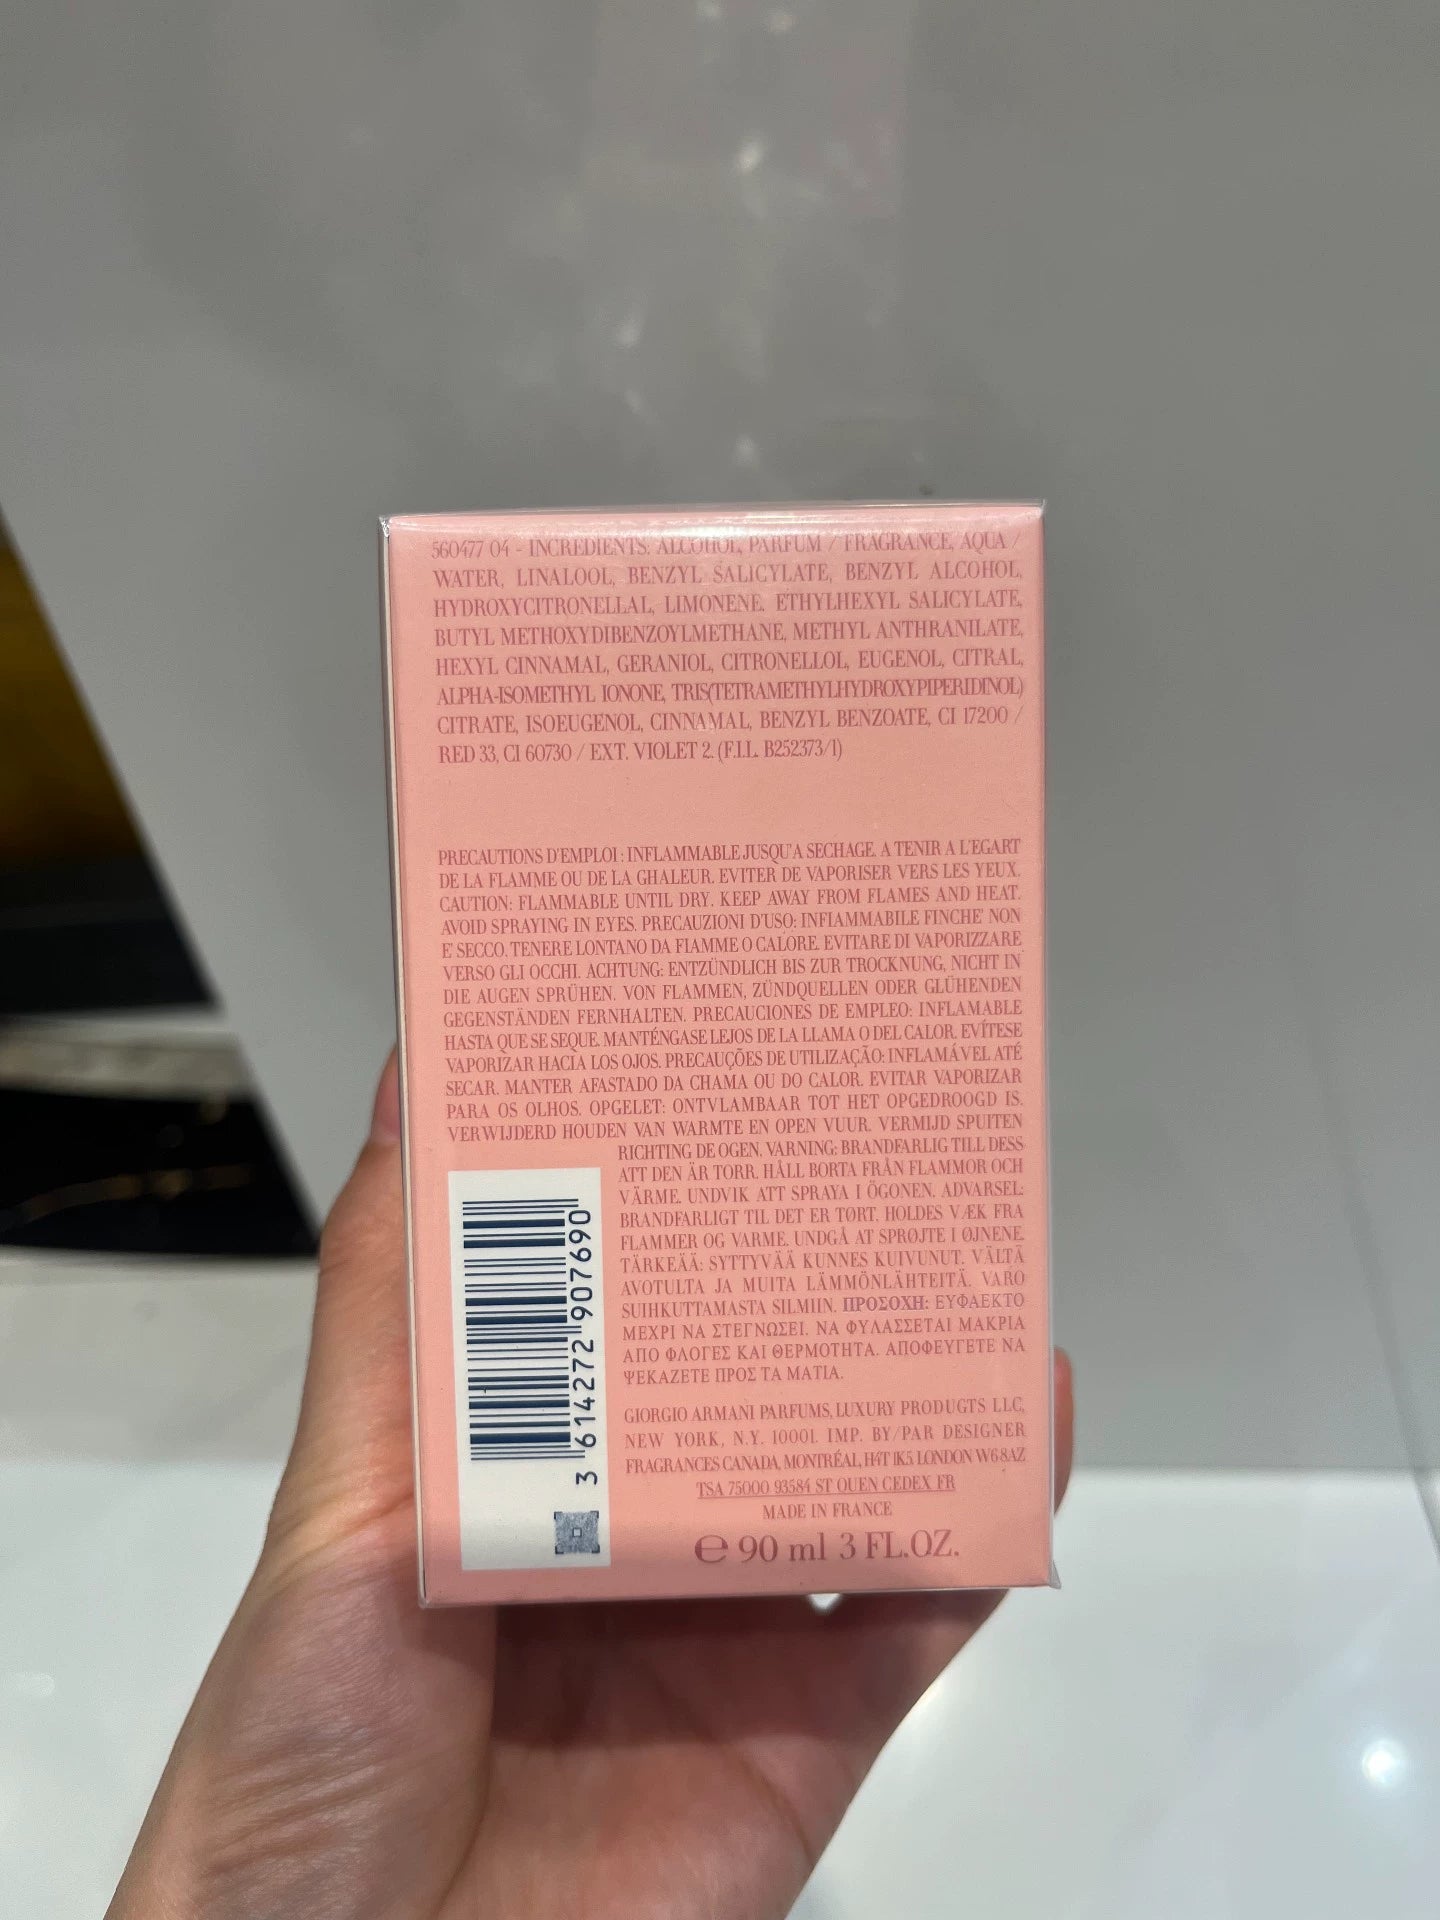 560477 04 - INCREDIENTS: ALCOHOL, PARFUM / FRAGRANCE, AQUA /
WATER, LINALOOL, BENZYL SALICYLATE, BENZYL ALCOHOL,
HYDROXYCITRONELLAL, LIMONENE, ETHYLHEXYL SALICYLATE,
BUTYL METHOXYDIBENZOYLMETHANE, METHYL ANTHRANILATE,
HEXYL CINNAMAL, GERANIOL, CITRONELLOL, EUGENOL, CITRAL,
ALPHA-ISOMETHYL IONONE, TRIS(TETRAMETHYLHYDROXYPIPERIDINOL)
CITRATE, ISOEUGENOL, CINNAMAL, BENZYL BENZOATE, CI 17200 /
RED 33, CI 60730 / EXT. VIOLET 2. (F.I.L. B252373/1)
PRECAUTIONS D'EMPLOI : INFLAMMABLE JUSQU'A SECHAGE. A TENIR A L'EGART
DE LA FLAMME OU DE LA GHALEUR. EVITER DE VAPORISER VERS LES YEUX.
CAUTION: FLAMMABLE UNTIL DRY. KEEP AWAY FROM FLAMES AND HEAT.
AVOID SPRAYING IN EYES. PRECAUZIONI D'USO: INFIAMMABILE FINCHE' NON
E' SECCO. TENERE LONTANO DA FIAMME O CALORE. EVITARE DI VAPORIZZARE
VERSO GLI OCCHI. ACHTUNG: ENTZÜNDLICH BIS ZUR TROCKNUNG, NICHT IN
DIE AUGEN SPRÜHEN. VON FLAMMEN, ZÜNDQUELLEN ODER GLÜHENDEN
GEGENSTÄNDEN FERNHALTEN. PRECAUCIONES DE EMPLEO: INFLAMABLE
HASTA QUE SE SEQUE. MANTÉNGASE LEJOS DE LA LLAMA O DEL CALOR. EVÍTESE
VAPORIZAR HACIA LOS OJOS. PRECAUÇÕES DE UTILIZAÇÃO: INFLAMÁVEL ATÉ
SECAR. MANTER AFASTADO DA CHAMA OU DO CALOR. EVITAR VAPORIZAR
PARA OS OLHOS. OPGELET: ONTVLAMBAAR TOT HET OPGEDROOGD IS.
VERWIJDERD HOUDEN VAN WARMTE EN OPEN VUUR. VERMIJD SPUITEN
RICHTING DE OGEN. VARNING: BRANDFARLIG TILL DESS
ATT DEN ÄR TORR. HÅLL BORTA FRÅN FLAMMOR OCH
VÄRME. UNDVIK ATT SPRAYA I ÖGONEN. ADVARSEL:
BRANDFARLIGT TIL DET ER TØRT. HOLDES VÆK FRA
FLAMMER OG VARME. UNDGÅ AT SPRØJTE I ØJNENE.
TÄRKEÄÄ: SYTTYVÄÄ KUNNES KUIVUNUT. VÄLTÄ
AVOTULTA JA MUITA LÄMMÖNLÄHTEITÄ. VARO
SUIHKUTTAMASTA SILMIIN. ΠΡΟΣΟΧΗ: ΕΥΦΛΕΚΤΟ
ΜΕΧΡΙ ΝΑ ΣΤΕΓΝΩΣΕΙ. ΝΑ ΦΥΛΑΣΣΕΤΑΙ ΜΑΚΡΙΑ
ΑΠΟ ΦΛΟΓΕΣ ΚΑΙ ΘΕΡΜΟΤΗΤΑ. ΑΠΟΦΕΥΓΕΤΕ ΝΑ
ΨΕΚΑΖΕΤΕ ΠΡΟΣ ΤΑ ΜΑΤΙΑ.
GIORGIO ARMANI PARFUMS, LUXURY PRODUGTS LLC,
NEW YORK, N.Y. 10001. IMP. BY/PAR DESIGNER
FRAGRANCES CANADA, MONTRÉAL, H4T 1K5 LONDON W6 8AZ
TSA 75000 93584 ST QUEN CEDEX FR
MADE IN FRANCE
℮ 90 ml 3 FL.OZ.
3 614272 907690